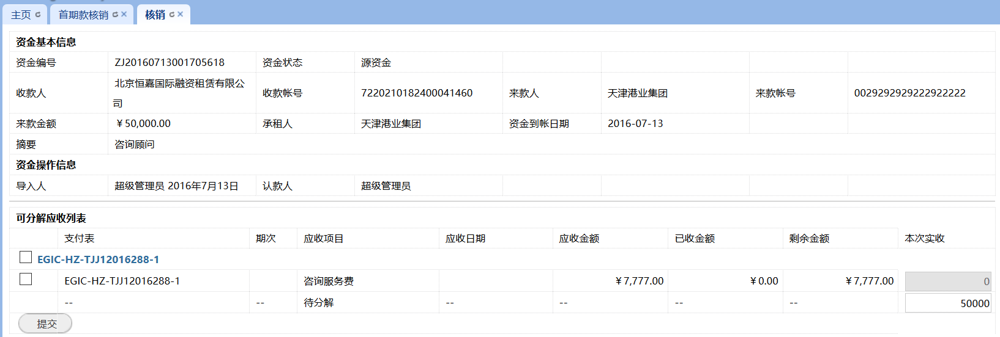 主页 首期款核销 核销
资金基本信息
资金编号 ZJ20160713001705618 资金状态 源资金
收款人 北京恒嘉国际融资租赁有限公司 收款帐号 7220210182400041460 来款人 天津港业集团 来款帐号 0029292929222922222
来款金额 ￥50,000.00 承租人 天津港业集团 资金到帐日期 2016-07-13
摘要 咨询顾问
资金操作信息
导入人 超级管理员 2016年7月13日 认款人 超级管理员
可分解应收列表
支付表 期次 应收项目 应收日期 应收金额 已收金额 剩余金额 本次实收
EGIC-HZ-TJJ12016288-1
EGIC-HZ-TJJ12016288-1 咨询服务费 ￥7,777.00 ￥0.00 ￥7,777.00 0
-- -- 待分解 -- -- -- -- 50000
提交